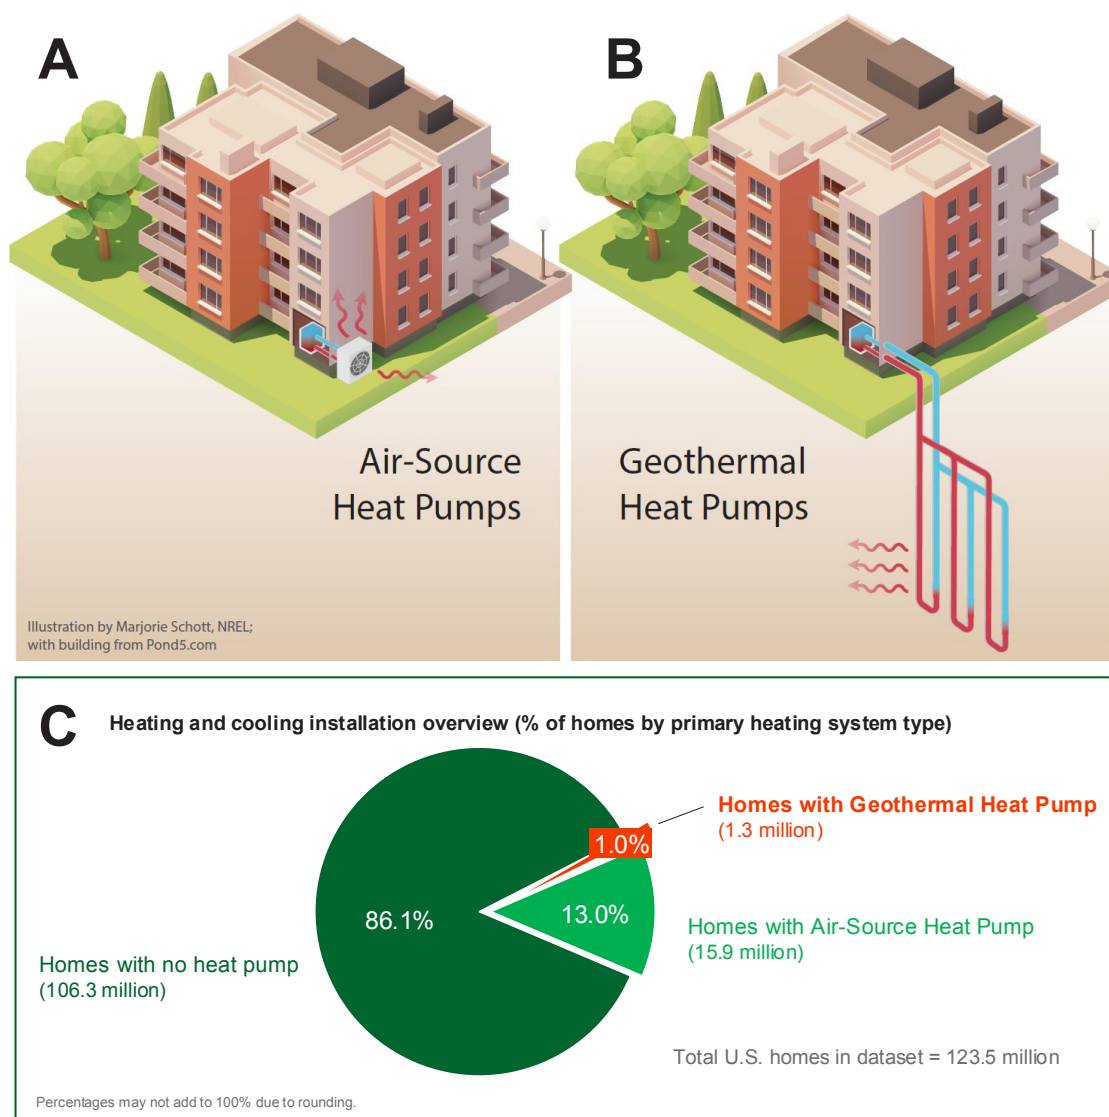 A
B
Air-Source
Heat Pumps
Geothermal
Heat Pumps
Illustration by Marjorie Schott, NREL;
with building from Pond5.com
C
Heating and cooling installation overview (% of homes by primary heating system type)
Homes with Geothermal Heat Pump
(1.3 million)
1.0%
86.1%
13.0%
Homes with Air-Source Heat Pump
(15.9 million)
Homes with no heat pump
(106.3 million)
Total U.S. homes in dataset = 123.5 million
Percentages may not add to 100% due to rounding.